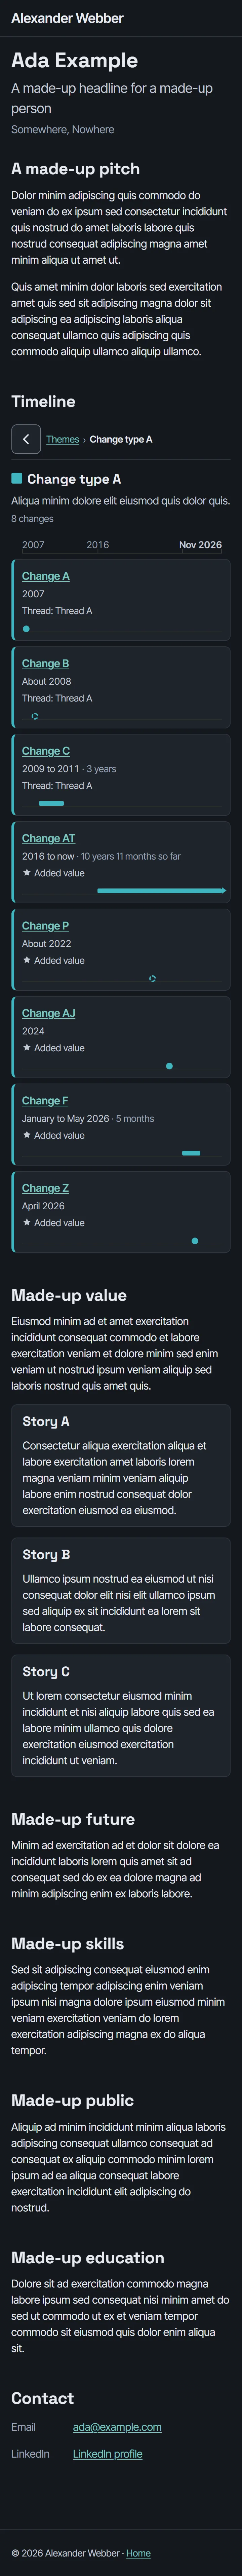 Alexander Webber
Ada Example
A made-up headline for a made-up
person
Somewhere, Nowhere
A made-up pitch
Dolor minim adipiscing quis commodo do
veniam do ex ipsum sed consectetur incididunt
quis nostrud do amet laboris labore quis
nostrud consequat adipiscing magna amet
minim aliqua ut amet ut.
Quis amet minim dolor laboris sed exercitation
amet quis sed sit adipiscing magna dolor sit
adipiscing ea adipiscing laboris aliqua
consequat ullamco quis adipiscing quis
commodo aliquip ullamco aliquip ullamco.
Timeline
Themes › Change type A
Change type A
Aliqua minim dolore elit eiusmod quis dolor quis.
8 changes
2007 2016 Nov 2026
Change A
2007
Thread: Thread A
Change B
About 2008
Thread: Thread A
Change C
2009 to 2011 · 3 years
Thread: Thread A
Change AT
2016 to now · 10 years 11 months so far
★ Added value
Change P
About 2022
★ Added value
Change AJ
2024
★ Added value
Change F
January to May 2026 · 5 months
★ Added value
Change Z
April 2026
★ Added value
Made-up value
Eiusmod minim ad et amet exercitation
incididunt consequat commodo et labore
exercitation veniam et dolore minim sed enim
veniam ut nostrud ipsum veniam aliquip sed
laboris nostrud quis amet quis.
Story A
Consectetur aliqua exercitation aliqua et
labore exercitation amet laboris lorem
magna veniam minim veniam aliquip
labore enim nostrud consequat dolor
exercitation eiusmod ea eiusmod.
Story B
Ullamco ipsum nostrud ea eiusmod ut nisi
consequat dolor elit nisi elit ullamco ipsum
sed aliquip ex sit incididunt ea lorem sit
labore consequat.
Story C
Ut lorem consectetur eiusmod minim
incididunt et nisi aliquip labore quis sed ea
labore minim ullamco quis dolore
exercitation eiusmod exercitation
incididunt ut veniam.
Made-up future
Minim ad exercitation ad et dolor sit dolore ea
incididunt laboris lorem quis amet sit ad
consequat sed do ex ea dolore magna ad
minim adipiscing enim ex laboris labore.
Made-up skills
Sed sit adipiscing consequat eiusmod enim
adipiscing tempor adipiscing enim veniam
ipsum nisi magna dolore ipsum eiusmod minim
veniam exercitation veniam do lorem
exercitation adipiscing magna ex do aliqua
tempor.
Made-up public
Aliquip ad minim incididunt minim aliqua laboris
adipiscing consequat ullamco consequat ad
consequat ex aliquip commodo minim lorem
ipsum ad ea aliqua consequat labore
exercitation incididunt elit adipiscing do
nostrud.
Made-up education
Dolore sit ad exercitation commodo magna
labore ipsum sed consequat nisi minim amet do
sed ut commodo ut ex et veniam tempor
commodo sit eiusmod quis dolor enim aliqua
sit.
Contact
Email ada@example.com
LinkedIn LinkedIn profile
© 2026 Alexander Webber · Home